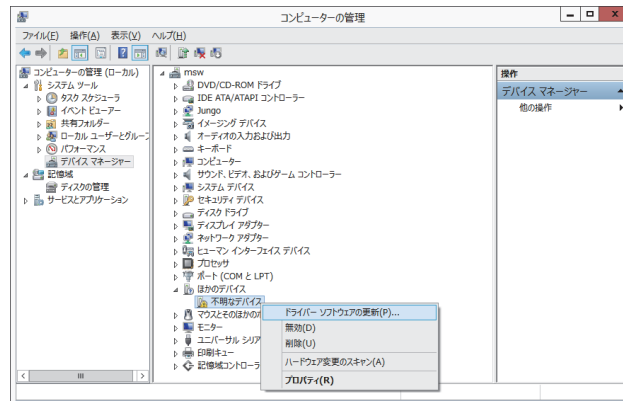 コンピューターの管理
ファイル(F) 操作(A) 表示(V) ヘルプ(H)
コンピューターの管理 (ローカル)
システム ツール
タスク スケジューラ
イベント ビューアー
共有フォルダー
ローカル ユーザーとグルー
パフォーマンス
デバイス マネージャー
記憶域
ディスクの管理
サービスとアプリケーション
msw
DVD/CD-ROM ドライブ
IDE ATA/ATAPI コントローラー
Jungo
イメージング デバイス
オーディオの入力および出力
キーボード
コンピューター
サウンド、ビデオ、およびゲーム コントローラー
システム デバイス
セキュリティ デバイス
ディスク ドライブ
ディスプレイ アダプター
ネットワーク アダプター
ヒューマン インターフェイス デバイス
プロセッサ
ポート (COM と LPT)
ほかのデバイス
不明なデバイス
マウスとそのほかの
モニター
ユニバーサル シリア
印刷キュー
記憶域コントローラ
ドライバー ソフトウェアの更新(P)...
無効(D)
削除(U)
ハードウェア変更のスキャン(A)
プロパティ(R)
操作
デバイス マネージャー
他の操作